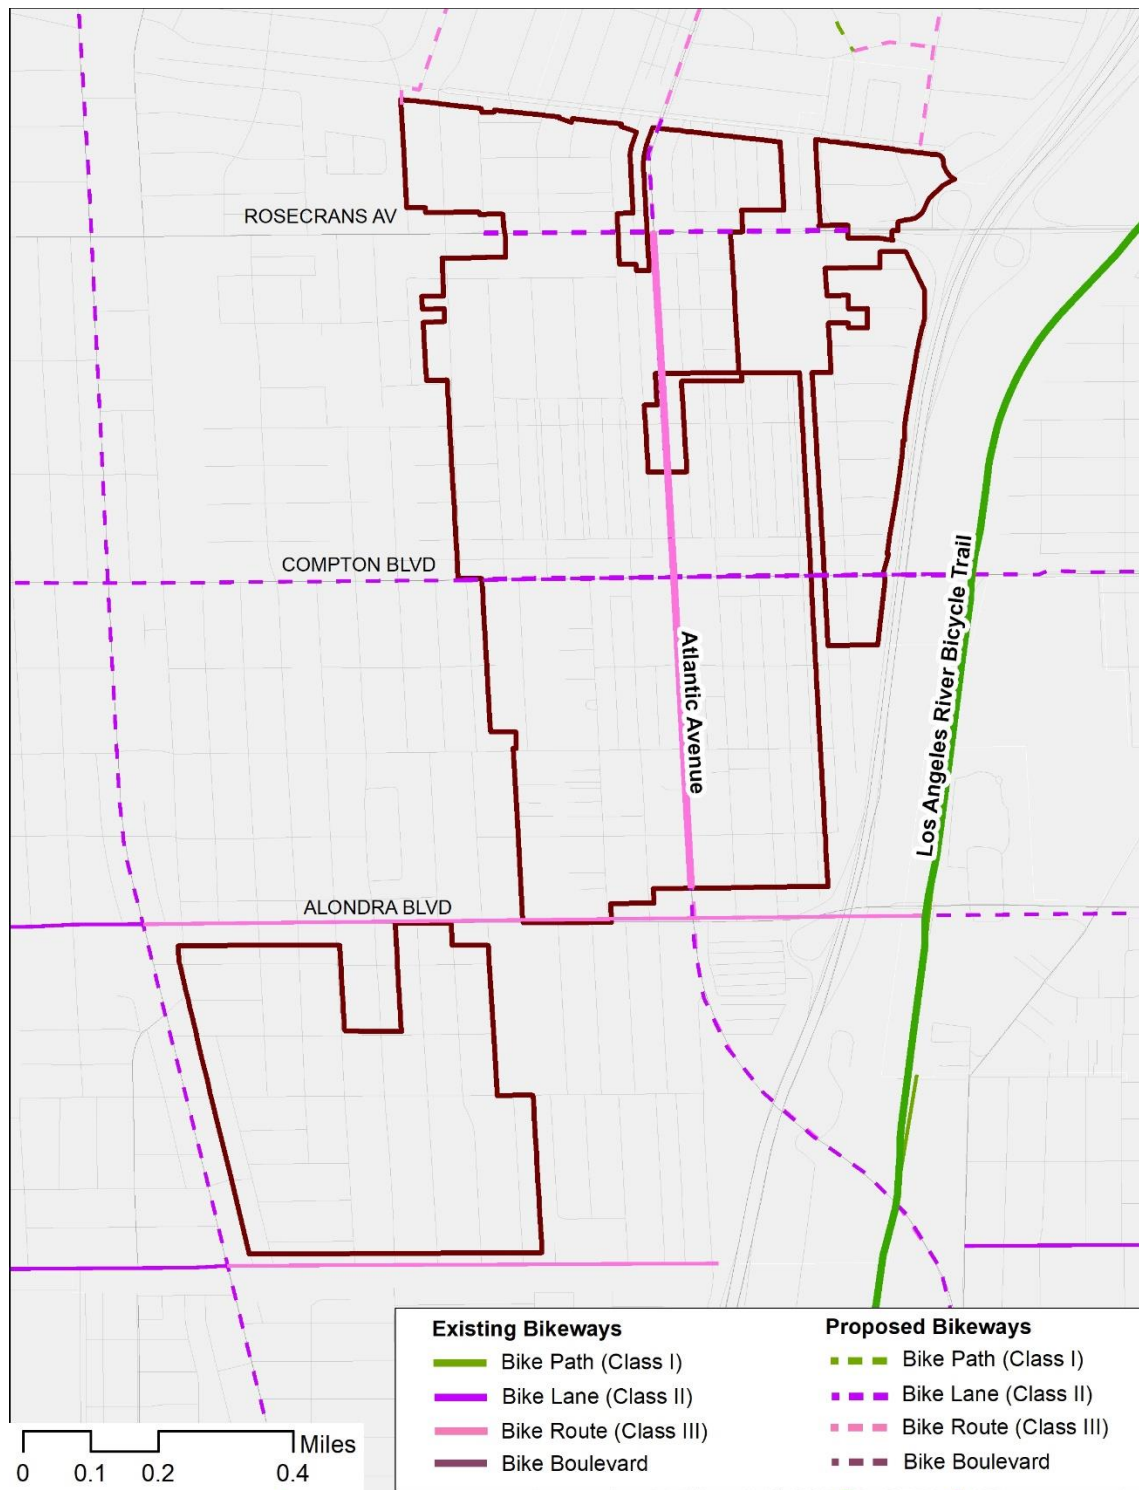 ROSECRANS AV
COMPTON BLVD
Atlantic Avenue
Los Angeles River Bicycle Trail
ALONDRA BLVD
Existing Bikeways
Bike Path (Class I)
Bike Lane (Class II)
Bike Route (Class III)
Bike Boulevard
Proposed Bikeways
Bike Path (Class I)
Bike Lane (Class II)
Bike Route (Class III)
Bike Boulevard
Miles
0 0.1 0.2 0.4